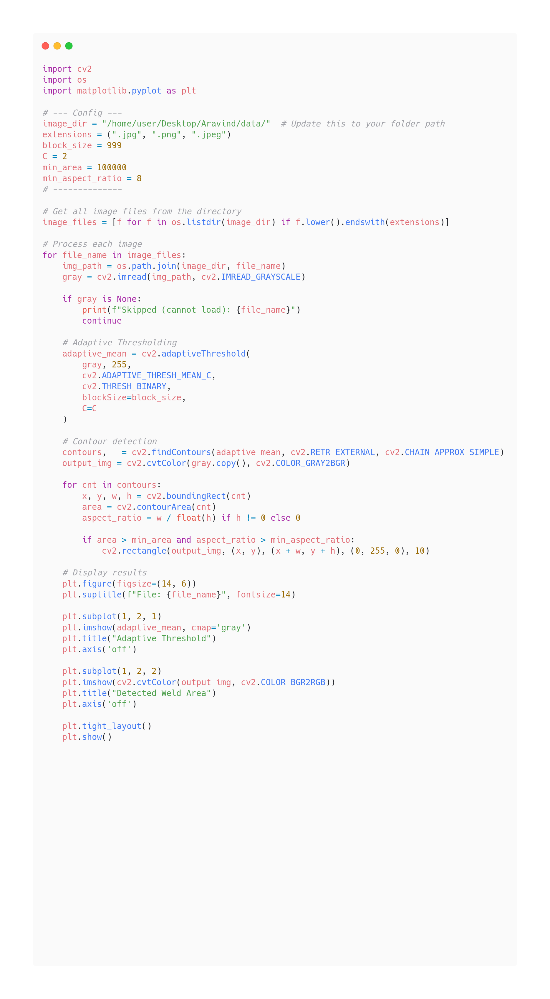 import cv2
import os
import matplotlib.pyplot as plt

# --- Config ---
image_dir = "/home/user/Desktop/Aravind/data/"  # Update this to your folder path
extensions = (".jpg", ".png", ".jpeg")
block_size = 999
C = 2
min_area = 100000
min_aspect_ratio = 8
# --------------

# Get all image files from the directory
image_files = [f for f in os.listdir(image_dir) if f.lower().endswith(extensions)]

# Process each image
for file_name in image_files:
    img_path = os.path.join(image_dir, file_name)
    gray = cv2.imread(img_path, cv2.IMREAD_GRAYSCALE)

    if gray is None:
        print(f"Skipped (cannot load): {file_name}")
        continue

    # Adaptive Thresholding
    adaptive_mean = cv2.adaptiveThreshold(
        gray, 255,
        cv2.ADAPTIVE_THRESH_MEAN_C,
        cv2.THRESH_BINARY,
        blockSize=block_size,
        C=C
    )

    # Contour detection
    contours, _ = cv2.findContours(adaptive_mean, cv2.RETR_EXTERNAL, cv2.CHAIN_APPROX_SIMPLE)
    output_img = cv2.cvtColor(gray.copy(), cv2.COLOR_GRAY2BGR)

    for cnt in contours:
        x, y, w, h = cv2.boundingRect(cnt)
        area = cv2.contourArea(cnt)
        aspect_ratio = w / float(h) if h != 0 else 0

        if area > min_area and aspect_ratio > min_aspect_ratio:
            cv2.rectangle(output_img, (x, y), (x + w, y + h), (0, 255, 0), 10)

    # Display results
    plt.figure(figsize=(14, 6))
    plt.suptitle(f"File: {file_name}", fontsize=14)

    plt.subplot(1, 2, 1)
    plt.imshow(adaptive_mean, cmap='gray')
    plt.title("Adaptive Threshold")
    plt.axis('off')

    plt.subplot(1, 2, 2)
    plt.imshow(cv2.cvtColor(output_img, cv2.COLOR_BGR2RGB))
    plt.title("Detected Weld Area")
    plt.axis('off')

    plt.tight_layout()
    plt.show()